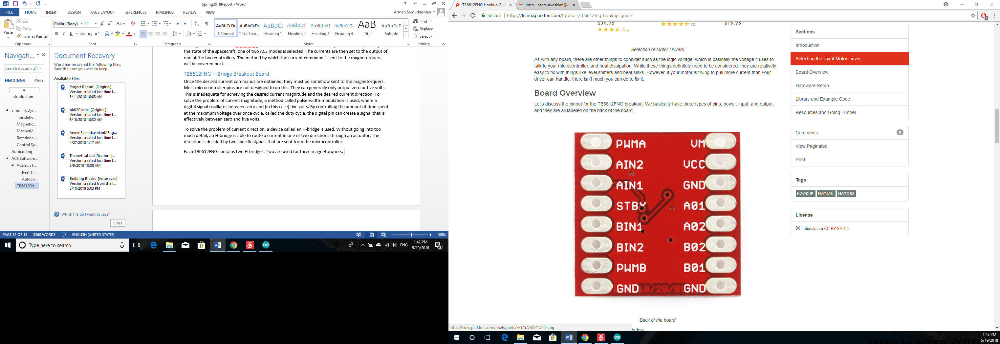 Spring2018Report - Word
Armen Samurkashian
FILE HOME INSERT DESIGN PAGE LAYOUT REFERENCES MAILINGS REVIEW VIEW
Paste
Cut
Copy
Format Painter
Clipboard
Calibri (Body) 11
Font
Paragraph
AaBbCcDc AaBbCcDc AaBbCc AaBbCcD AaBbCcD AaBbCcDc AaBl AaBbCcD
¶ Normal ¶ No Spac... Heading 1 Heading 2 Heading 3 Heading 4 Title Subtitle
Styles
Find
Replace
Select
Editing
Navigati...
Search docume
HEADINGS PAG
Introduction
Simulink Dyn...
Translatio...
Magnetic...
Magnetic...
Rotational...
Control Sy...
Autocoding
ACS Software...
Adafruit F...
Real Ti...
Autoco...
TB6612FN...
Document Recovery
Word has recovered the following files.
Save the ones you wish to keep.
Available Files
Project Report [Original]
Version created last time t...
5/11/2018 10:03 AM
oldI2Ccode [Original]
Version created last time t...
5/18/2018 10:32 AM
ArmenSamurkashianMEng...
Version created last time t...
4/27/2018 1:17 AM
Theoretical Justification [...
Version created last time t...
5/9/2018 10:08 AM
Building Blocks [Autosaved]
Version created from the l...
5/10/2018 5:03 PM
Which file do I want to save?
Close
the state of the spacecraft, one of two ACS modes is selected. The currents are then set to the output of
one of the two controllers. The method by which the current command is sent to the magnetorquers
will be covered next.
TB6612FNG H-Bridge Breakout Board
Once the desired current commands are obtained, they must be somehow sent to the magnetorquers.
Most microcontroller pins are not designed to do this. They can generally only output zero or five volts.
This is inadequate for achieving the desired current magnitude and the desired current direction. To
solve the problem of current magnitude, a method called pulse-width-modulation is used, where a
digital signal oscillates between zero and (in this case) five volts. By controlling the amount of time spent
at the maximum voltage over once cycle, called the duty cycle, the digital pin can create a signal that is
effectively between zero and five volts.
To solve the problem of current direction, a device called an H-bridge is used. Without going into too
much detail, an H-bridge is able to route a current in one of two directions through an actuator. The
direction is decided by two specific signals that are sent from the microcontroller.
Each TB6612FNG contains two H-bridges. Two are used for three magnetorquers.
PAGE 12 OF 13 3360 WORDS ENGLISH (UNITED STATES) 100%
Type here to search
ENG
1:42 PM
5/19/2018
3
TB6612FNG Hookup Guid
Intro - asamurkashian@g
Secure https://learn.sparkfun.com/tutorials/tb6612fng-hookup-guide
2
$36.95
6
10
$16.95
Selection of Motor Drivers
As with any board, there are other things to consider such as the logic voltage, which is basically the voltage it uses to
talk to your microcontroller, and heat dissipation. While these things definitely need to be considered, they are relatively
easy to fix with things like level shifters and heat sinks. However, if your motor is trying to pull more current than your
driver can handle, there isn't much you can do to fix it.
Board Overview
Let's discuss the pinout for the TB6612FNG breakout. We basically have three types of pins: power, input, and output,
and they are all labeled on the back of the board.
PWMA VM
AIN2 VCC
AIN1 GND
STBY A01
BIN1 A02
BIN2 B02
PWMB B01
GND 10/20/09 GND
Back of the board
below
https://cdn.sparkfun.com/assets/parts/3/1/5/7/09457-04.jpg
Sections
Introduction
Selecting the Right Motor Driver
Board Overview
Hardware Setup
Library and Example Code
Resources and Going Further
Comments 0
View Paginated
Print
Tags
HOOKUP MOTION MOTORS
License
tutorials are CC BY-SA 4.0
1:42 PM
5/19/2018